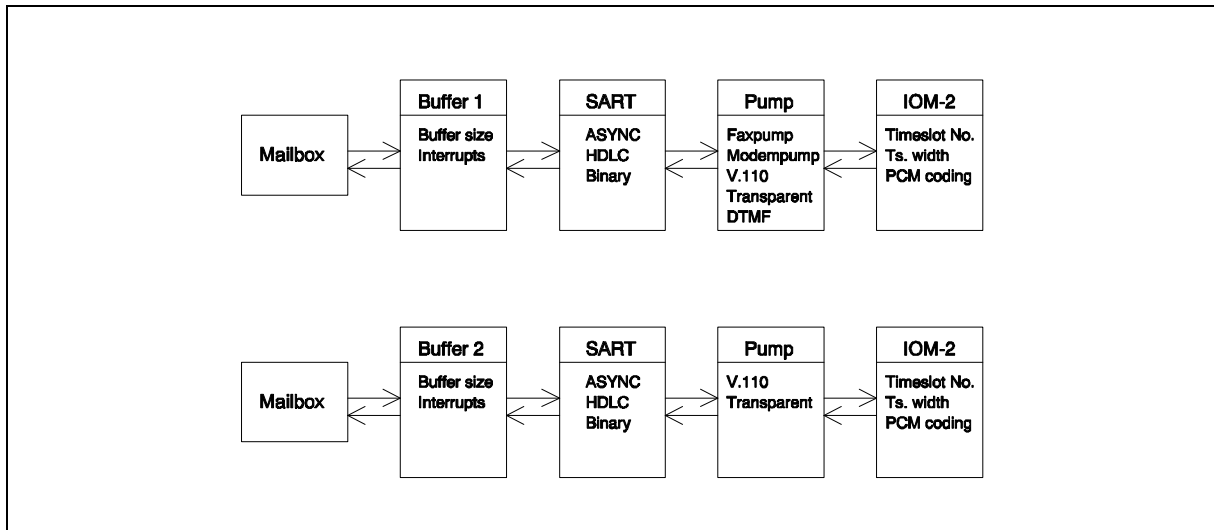 Mailbox
Buffer 1
Buffer size
Interrupts
SART
ASYNC
HDLC
Binary
Pump
Faxpump
Modempump
V.110
Transparent
DTMF
IOM-2
Timeslot No.
Ts. width
PCM coding
Mailbox
Buffer 2
Buffer size
Interrupts
SART
ASYNC
HDLC
Binary
Pump
V.110
Transparent
IOM-2
Timeslot No.
Ts. width
PCM coding